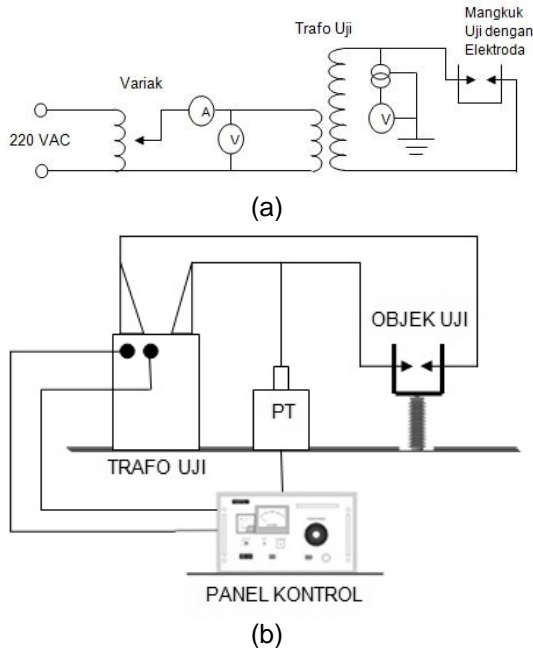 Trafo Uji
Mangkuk
Uji dengan
Elektroda
Variak
A
V
V
220 VAC
(a)
OBJEK UJI
PT
TRAFO UJI
PANEL KONTROL
(b)